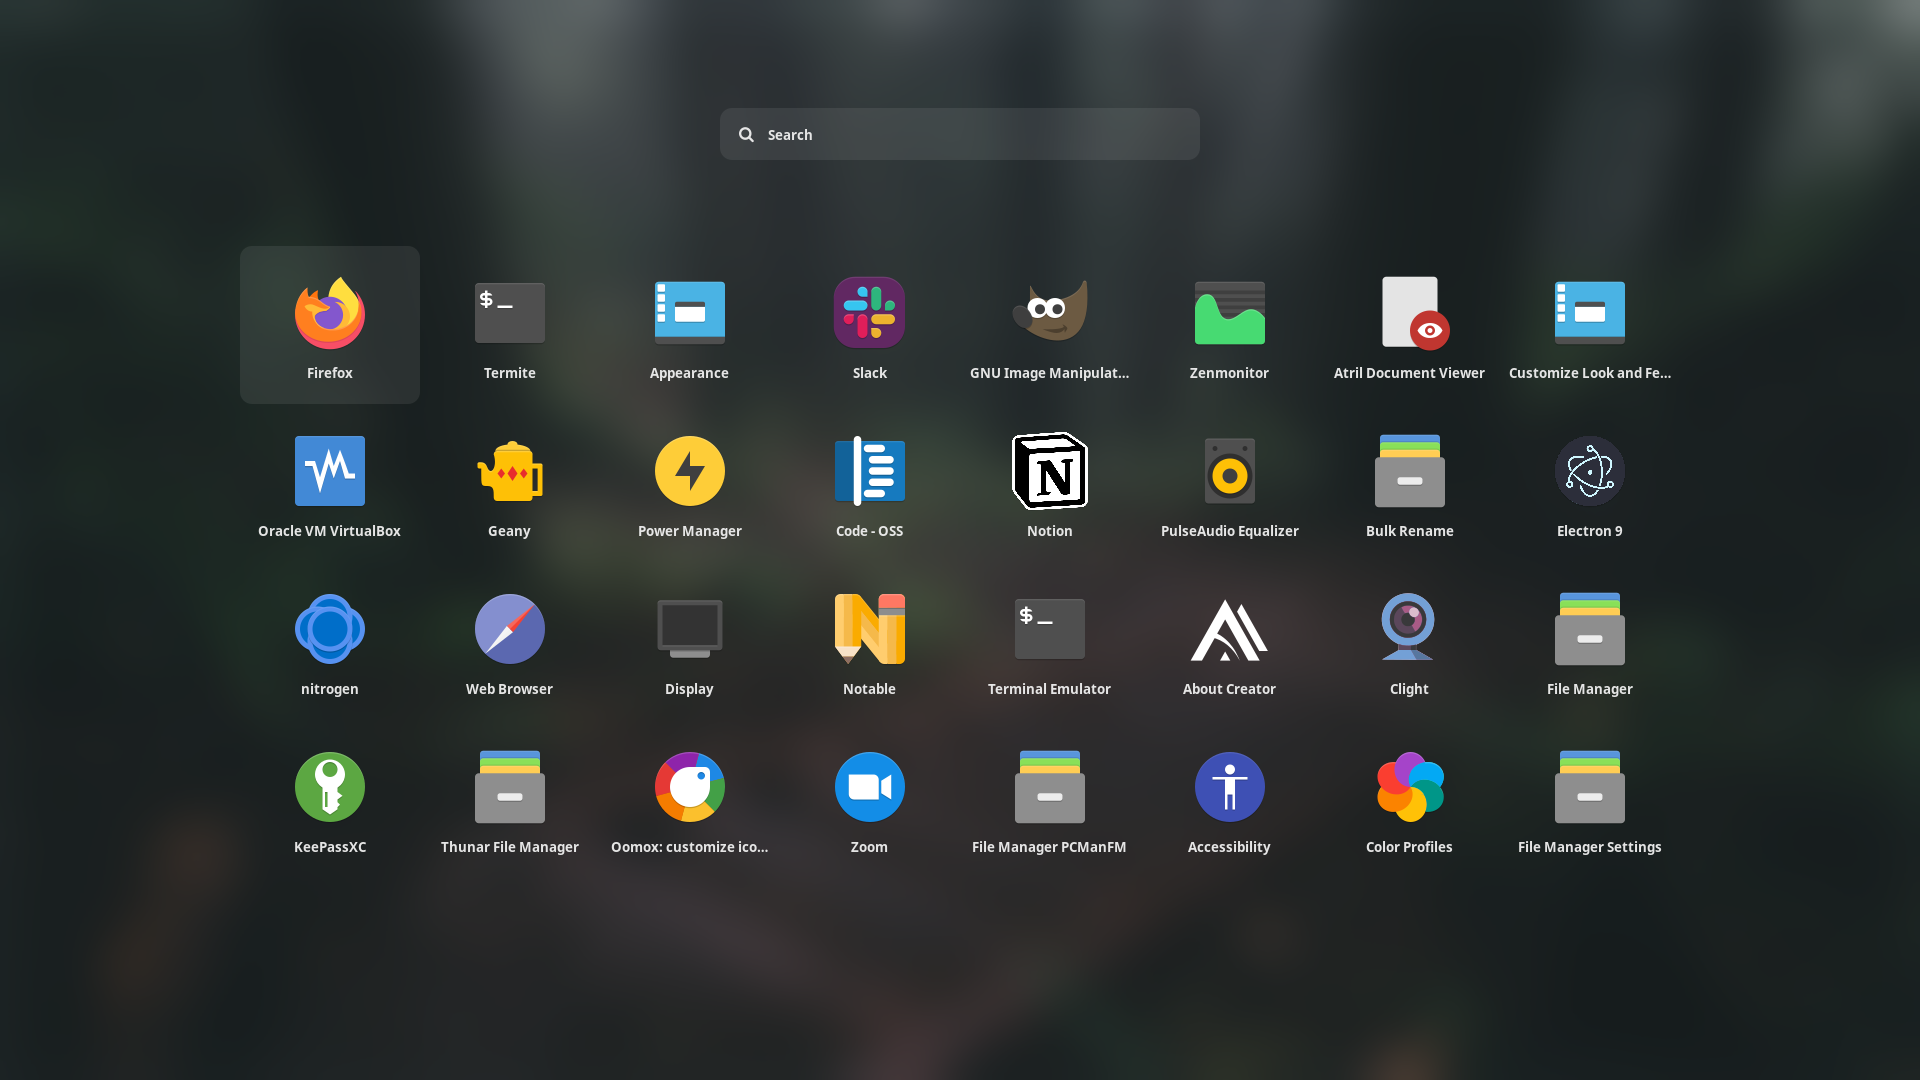 Search
Firefox
$_
Termite
Appearance
Slack
GNU Image Manipulat...
Zenmonitor
Atril Document Viewer
Customize Look and Fe...
Oracle VM VirtualBox
Geany
Power Manager
Code - OSS
N
Notion
PulseAudio Equalizer
Bulk Rename
Electron 9
nitrogen
Web Browser
Display
N
Notable
$_
Terminal Emulator
About Creator
Clight
File Manager
KeePassXC
Thunar File Manager
Oomox: customize ico...
Zoom
File Manager PCManFM
Accessibility
Color Profiles
File Manager Settings